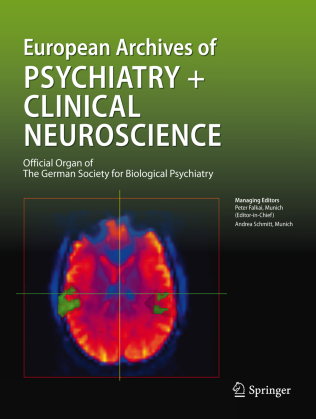 European Archives of
PSYCHIATRY +
CLINICAL
NEUROSCIENCE
Official Organ of
The German Society for Biological Psychiatry
Managing Editors
Peter Falkai, Munich
(Editor-in-Chief)
Andrea Schmitt, Munich
Springer